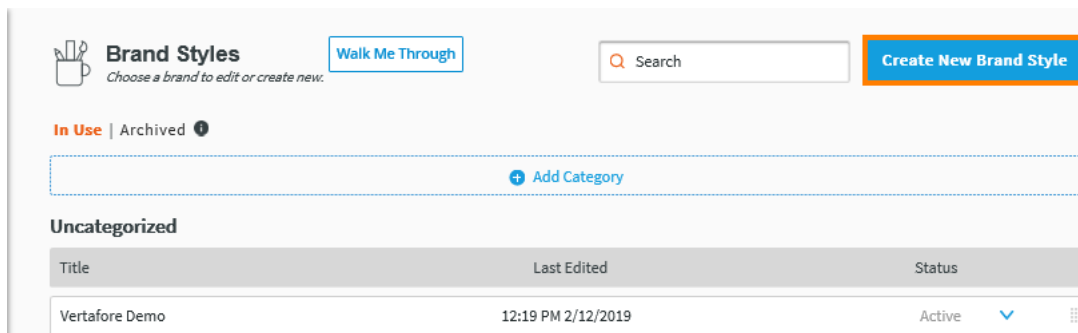 Brand Styles
Choose a brand to edit or create new.
Walk Me Through
Search
Create New Brand Style
In Use | Archived
Add Category
Uncategorized
Title Last Edited Status
Vertafore Demo 12:19 PM 2/12/2019 Active